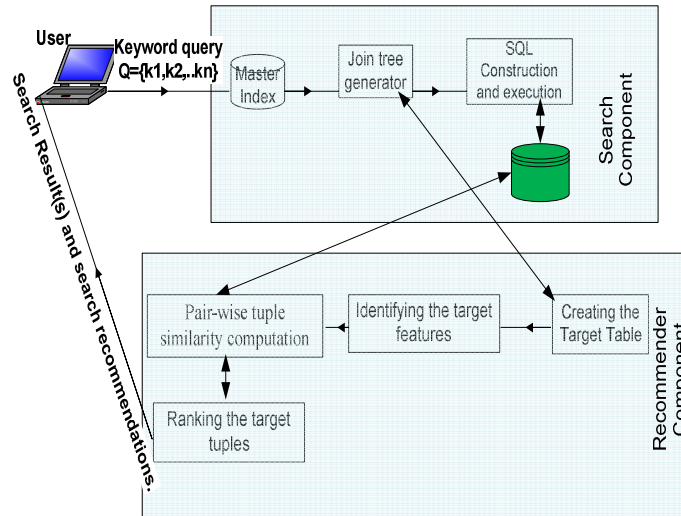 User
Keyword query
Q={k1,k2,..kn}
Master
Index
Join tree
generator
SQL
Construction
and execution
Search
Component
Search Result(s) and search recommendations.
Pair-wise tuple
similarity computation
Identifying the target
features
Creating the
Target Table
Ranking the target
tuples
Recommender
Component